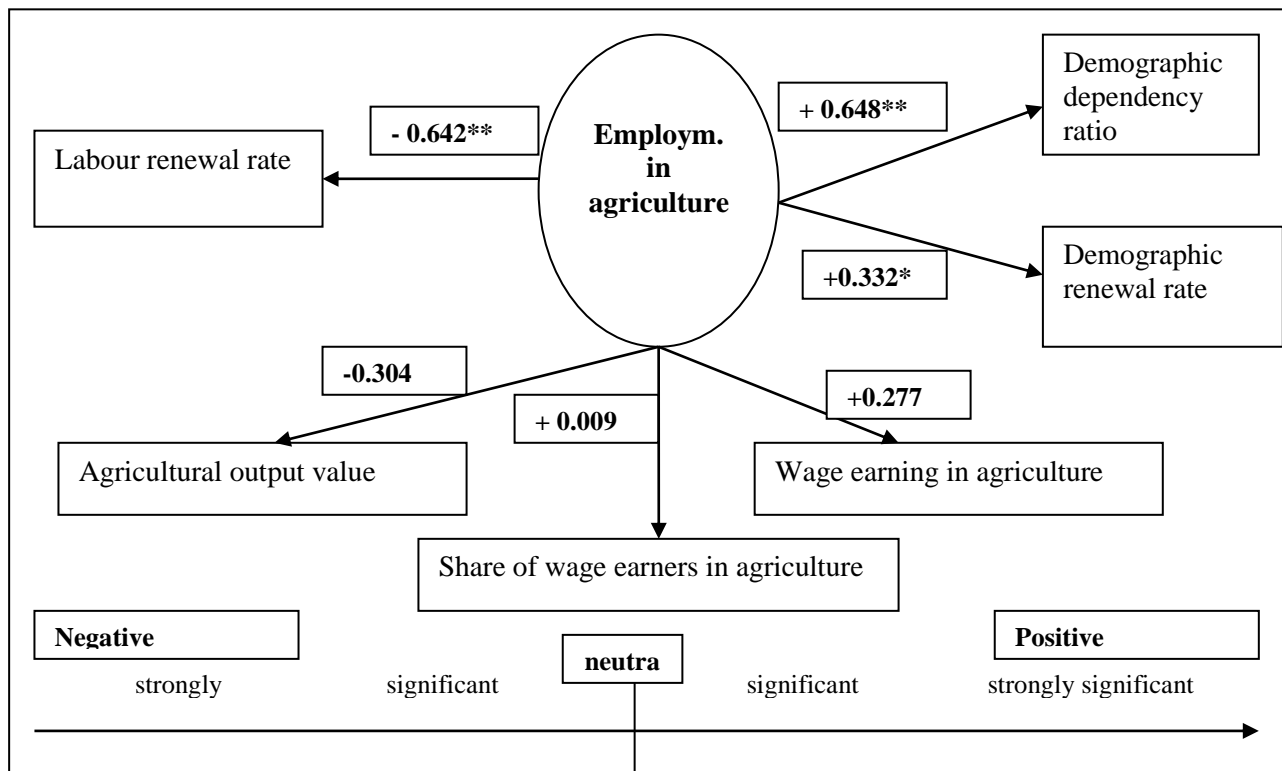 Demographic
dependency
ratio
+ 0.648**
- 0.642**
Employm.
in
agriculture
Labour renewal rate
Demographic
renewal rate
+0.332*
-0.304
+ 0.009
+0.277
Agricultural output value
Wage earning in agriculture
Share of wage earners in agriculture
Negative
neutra
Positive
strongly significant significant strongly significant